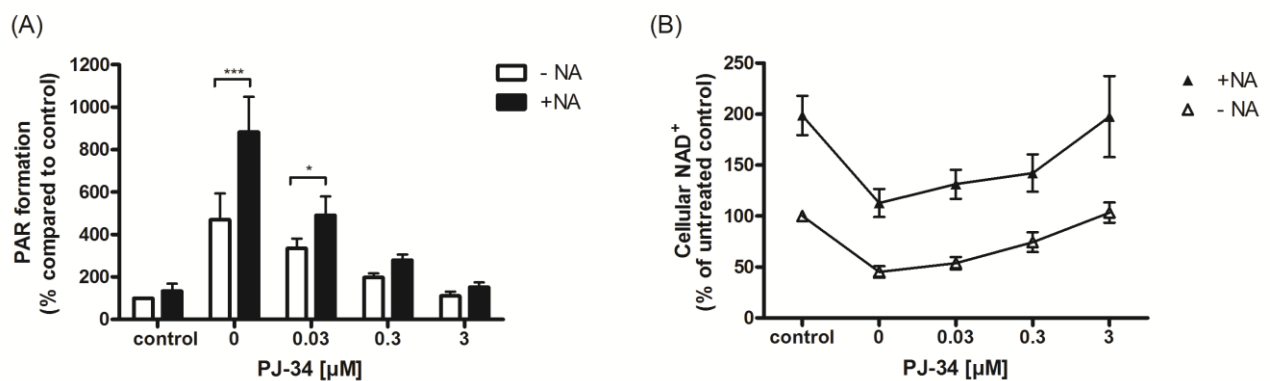 (A)
PAR formation
(% compared to control)
1200
1000
800
600
400
200
0
***
*
- NA
+NA
control 0 0.03 0.3 3
PJ-34 [µM]
(B)
Cellular NAD+
(% of untreated control)
250
200
150
100
50
0
+NA
- NA
control 0 0.03 0.3 3
PJ-34 [µM]